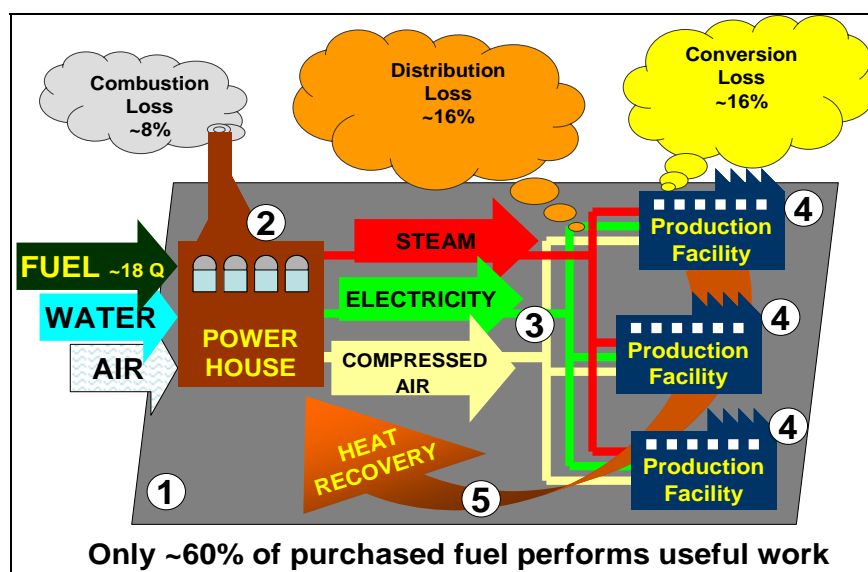 Combustion
Loss
~8%
Distribution
Loss
~16%
Conversion
Loss
~16%
FUEL ~18 Q
WATER
AIR
2
POWER
HOUSE
STEAM
ELECTRICITY
COMPRESSED
AIR
3
4
Production
Facility
4
Production
Facility
4
Production
Facility
HEAT
RECOVERY
1
5
Only ~60% of purchased fuel performs useful work